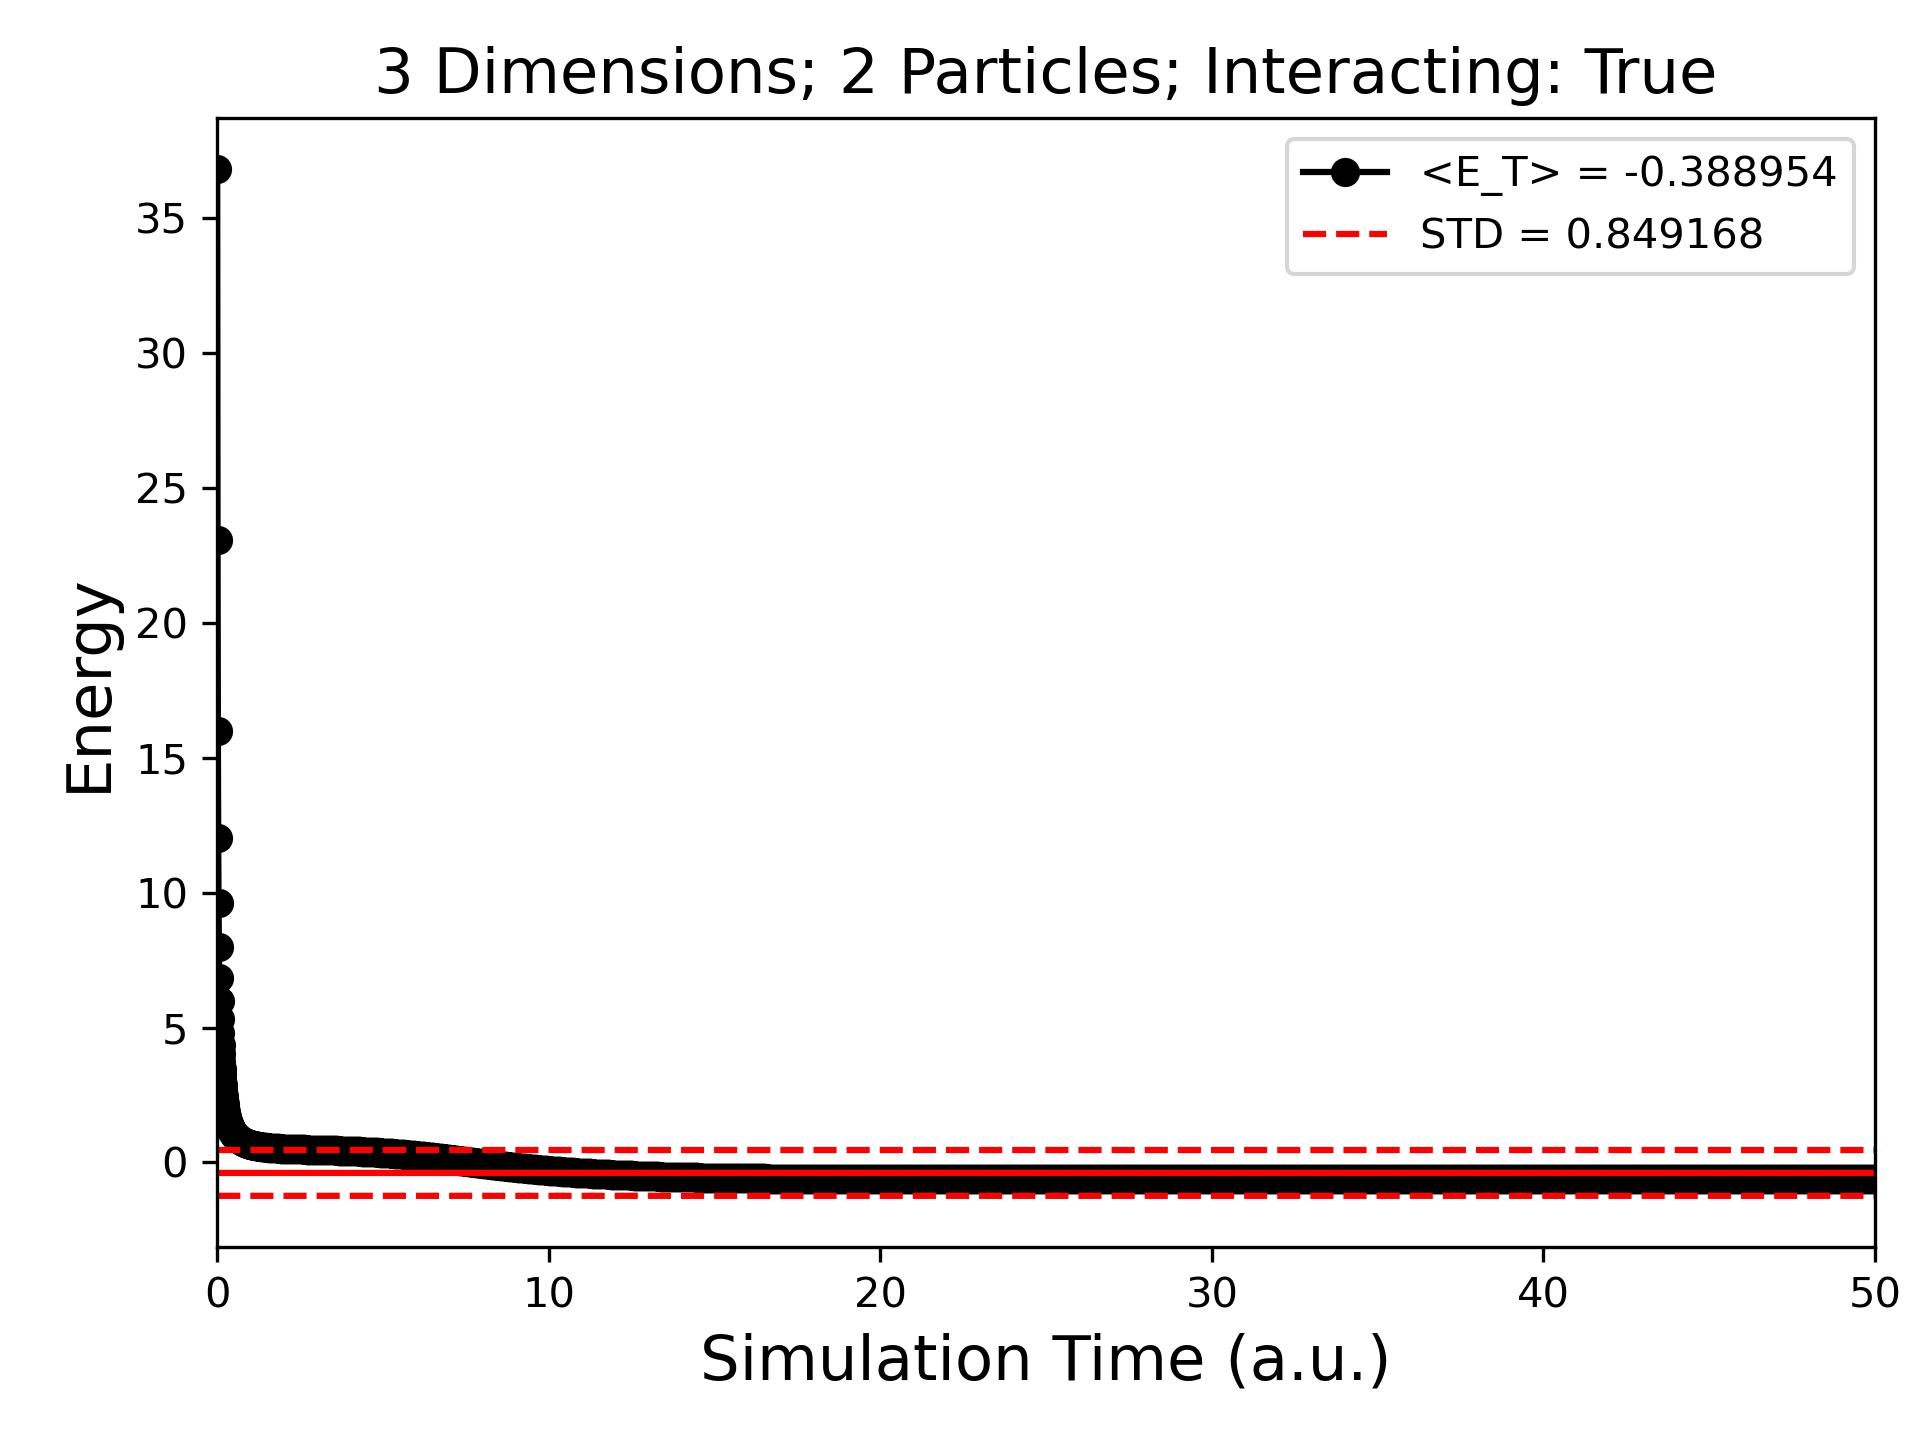 3 Dimensions; 2 Particles; Interacting: True
<E_T> = -0.388954
STD = 0.849168
Energy
35
30
25
20
15
10
5
0
0 10 20 30 40 50
Simulation Time (a.u.)